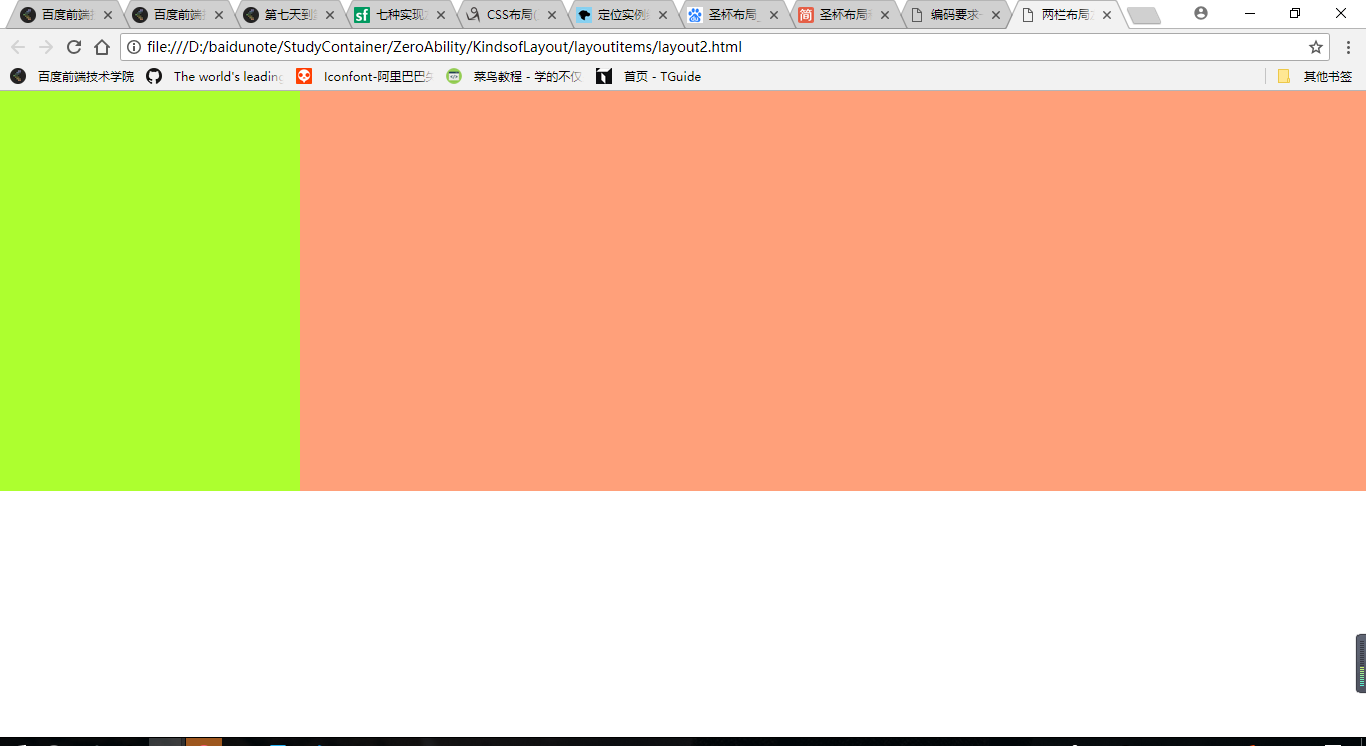 百度前端
百度前端
第七天到
七种实现
CSS布局(
定位实例
圣杯布局_
圣杯布局
编码要求
两栏布局
file:///D:/baidunote/StudyContainer/ZeroAbility/KindsofLayout/layoutitems/layout2.html
百度前端技术学院
The world's leading
Iconfont-阿里巴巴
菜鸟教程 - 学的不仅
首页 - TGuide
其他书签